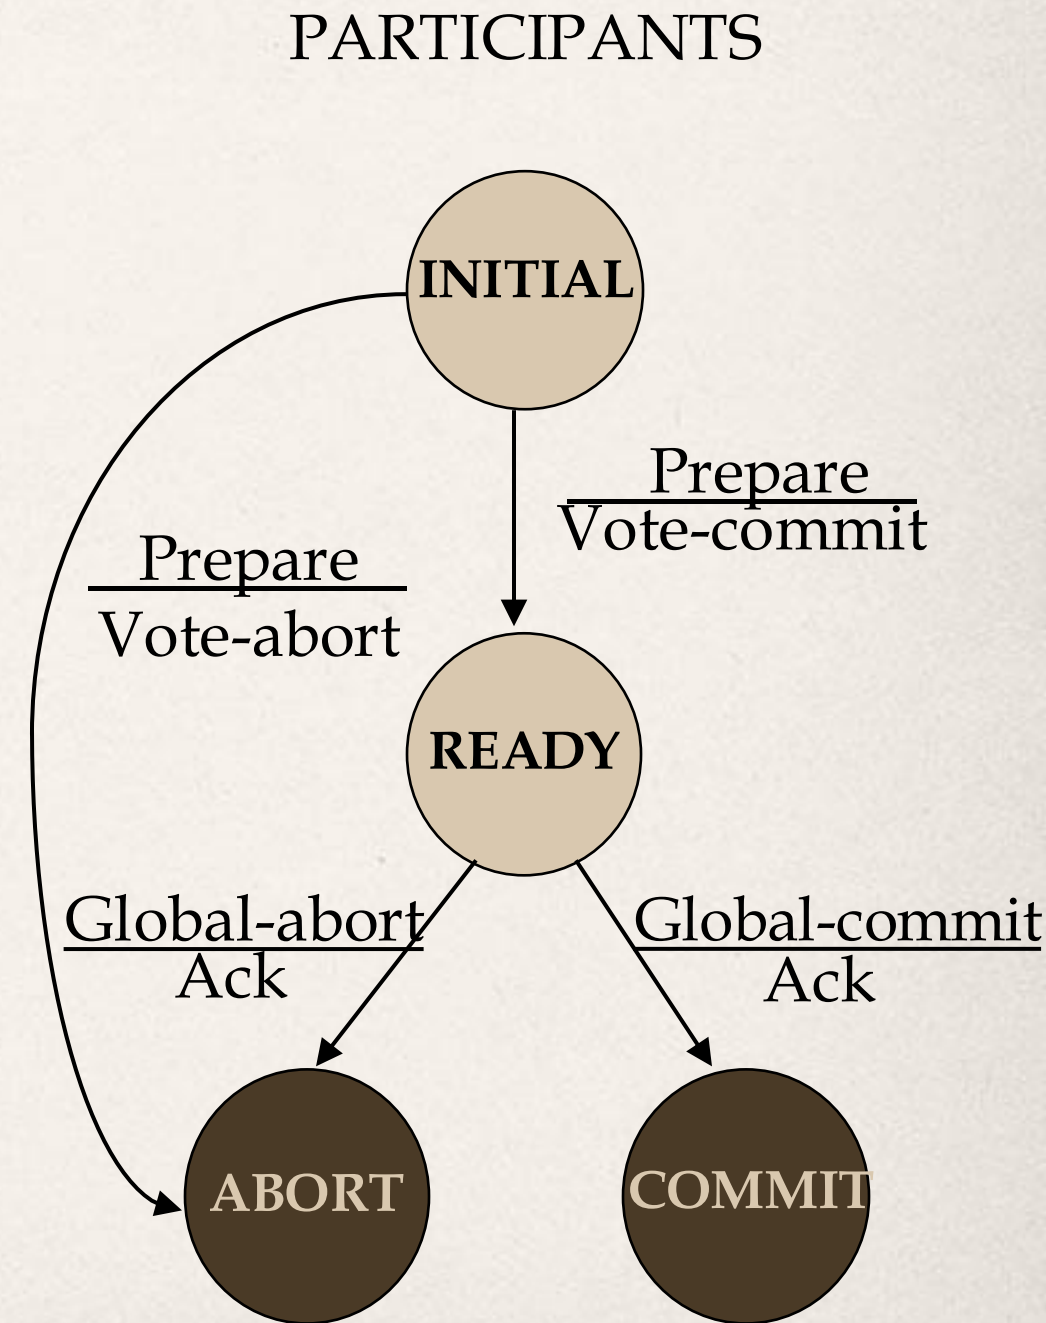 PARTICIPANTS
INITIAL
Prepare
Vote-commit
Prepare
Vote-abort
READY
Global-abort
Ack
Global-commit
Ack
ABORT
COMMIT